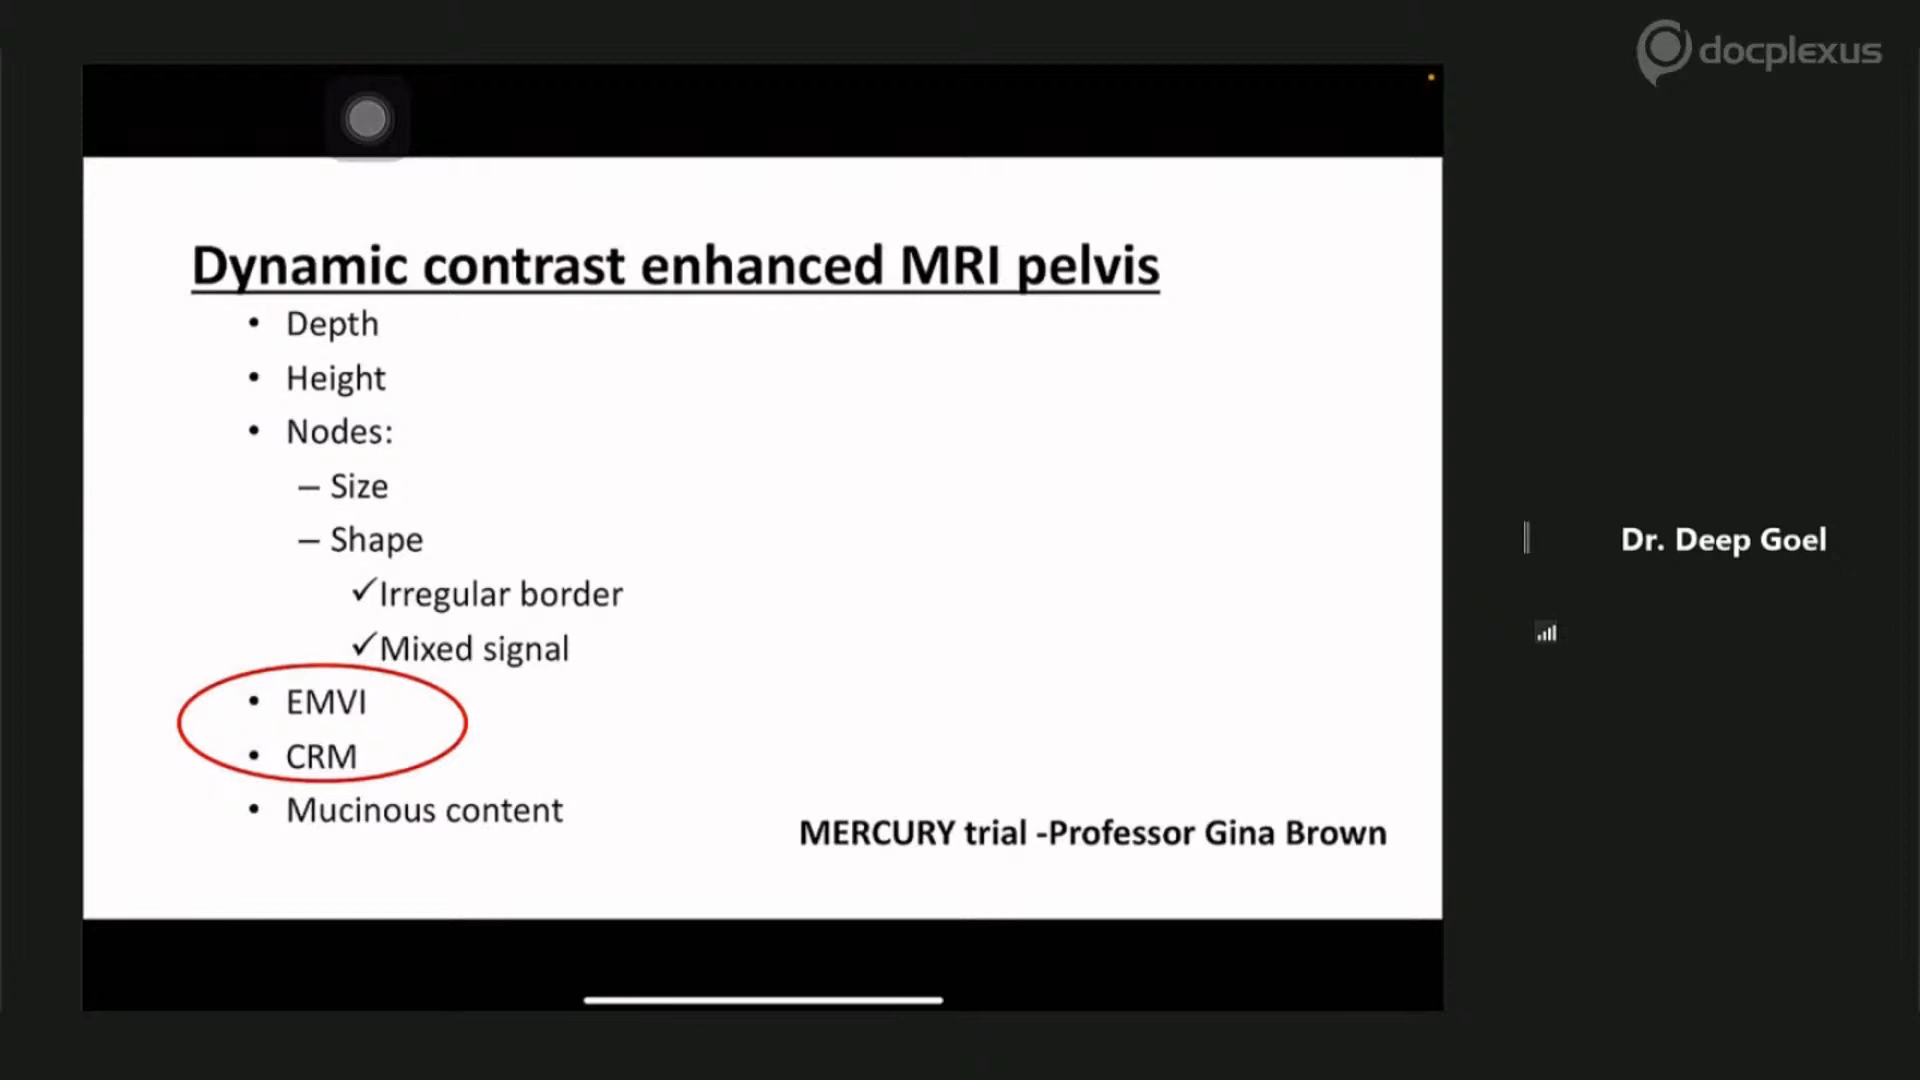 docplexus
Dynamic contrast enhanced MRI pelvis
• Depth
• Height
• Nodes:
– Size
– Shape
✓Irregular border
✓Mixed signal
• EMVI
• CRM
• Mucinous content
MERCURY trial -Professor Gina Brown
Dr. Deep Goel